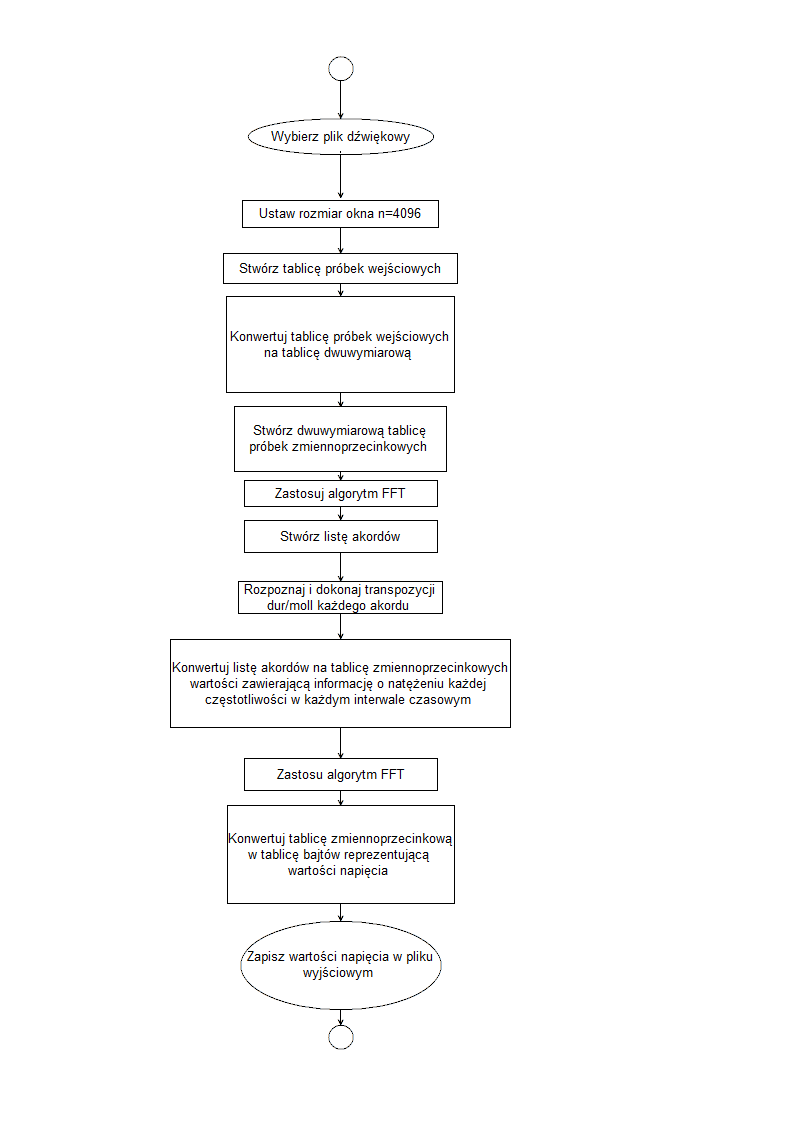 Wybierz plik dźwiękowy
Ustaw rozmiar okna n=4096
Stwórz tablicę próbek wejściowych
Konwertuj tablicę próbek wejściowych
na tablicę dwuwymiarową
Stwórz dwuwymiarową tablicę
próbek zmiennoprzecinkowych
Zastosuj algorytm FFT
Stwórz listę akordów
Rozpoznaj i dokonaj transpozycji
dur/moll każdego akordu
Konwertuj listę akordów na tablicę zmiennoprzecinkowych
wartości zawierającą informację o natężeniu każdej
częstotliwości w każdym interwale czasowym
Zastosu algorytm FFT
Konwertuj tablicę zmiennoprzecinkową
w tablicę bajtów reprezentującą
wartości napięcia
Zapisz wartości napięcia w pliku
wyjściowym